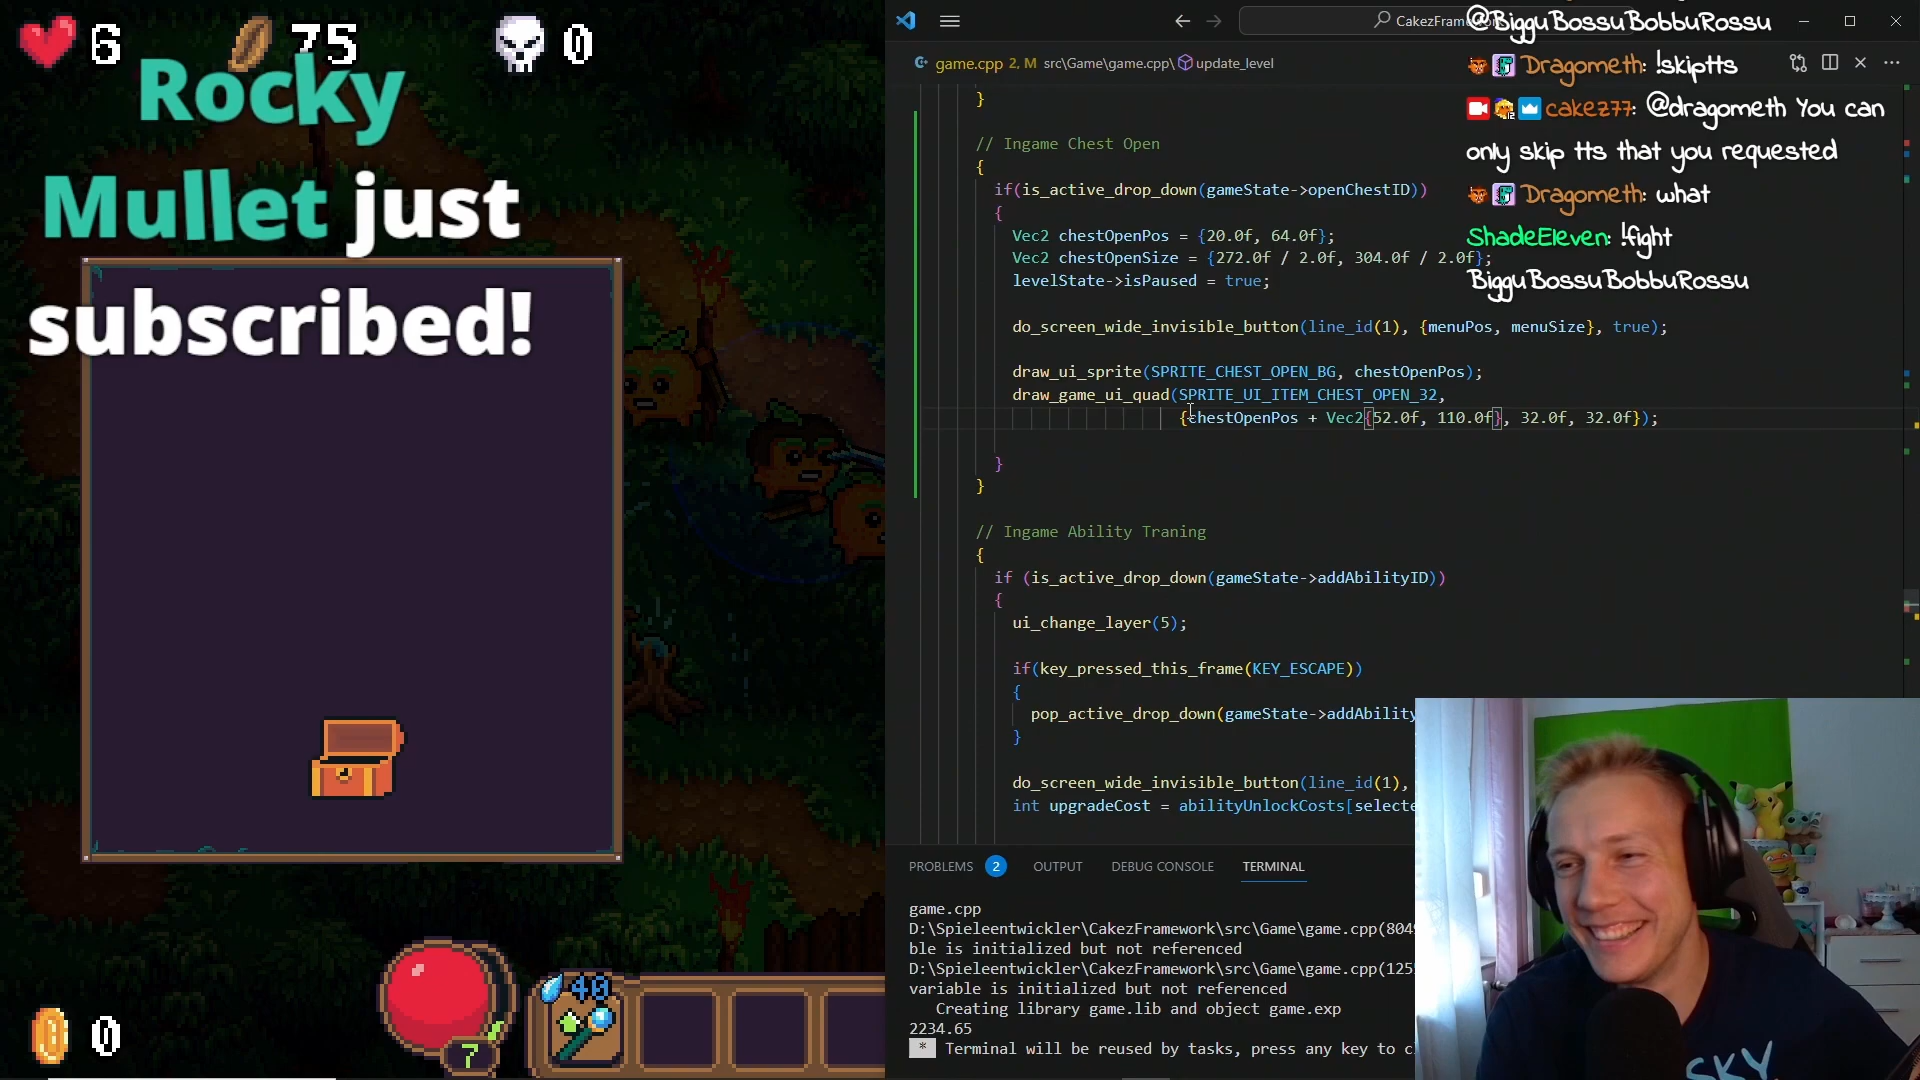 6
75
0
Rocky
Mullet just
subscribed!
40
7
0
game.cpp 2, M src\Game\game.cpp\ update_level
CakezFramework
}
// Ingame Chest Open
{
if(is_active_drop_down(gameState->openChestID))
{
Vec2 chestOpenPos = {20.0f, 64.0f};
Vec2 chestOpenSize = {272.0f / 2.0f, 304.0f / 2.0f};
levelState->isPaused = true;
do_screen_wide_invisible_button(line_id(1), {menuPos, menuSize}, true);
draw_ui_sprite(SPRITE_CHEST_OPEN_BG, chestOpenPos);
draw_game_ui_quad(SPRITE_UI_ITEM_CHEST_OPEN_32,
{chestOpenPos + Vec2{52.0f, 110.0f}, 32.0f, 32.0f});
}
}
// Ingame Ability Traning
{
if (is_active_drop_down(gameState->addAbilityID))
{
ui_change_layer(5);
if(key_pressed_this_frame(KEY_ESCAPE))
{
pop_active_drop_down(gameState->addAbility
}
do_screen_wide_invisible_button(line_id(1),
int upgradeCost = abilityUnlockCosts[selecte
@BigguBossuBobbuRossu
Dragometh: !skiptts
cakez77: @dragometh You can
only skip tts that you requested
Dragometh: what
ShadeEleven: !fight
BigguBossuBobbuRossu
PROBLEMS 2 OUTPUT DEBUG CONSOLE TERMINAL
game.cpp
D:\Spieleentwickler\CakezFramework\src\Game\game.cpp(8049
ble is initialized but not referenced
D:\Spieleentwickler\CakezFramework\src\Game\game.cpp(125
variable is initialized but not referenced
Creating library game.lib and object game.exp
2234.65
* Terminal will be reused by tasks, press any key to c
SKY